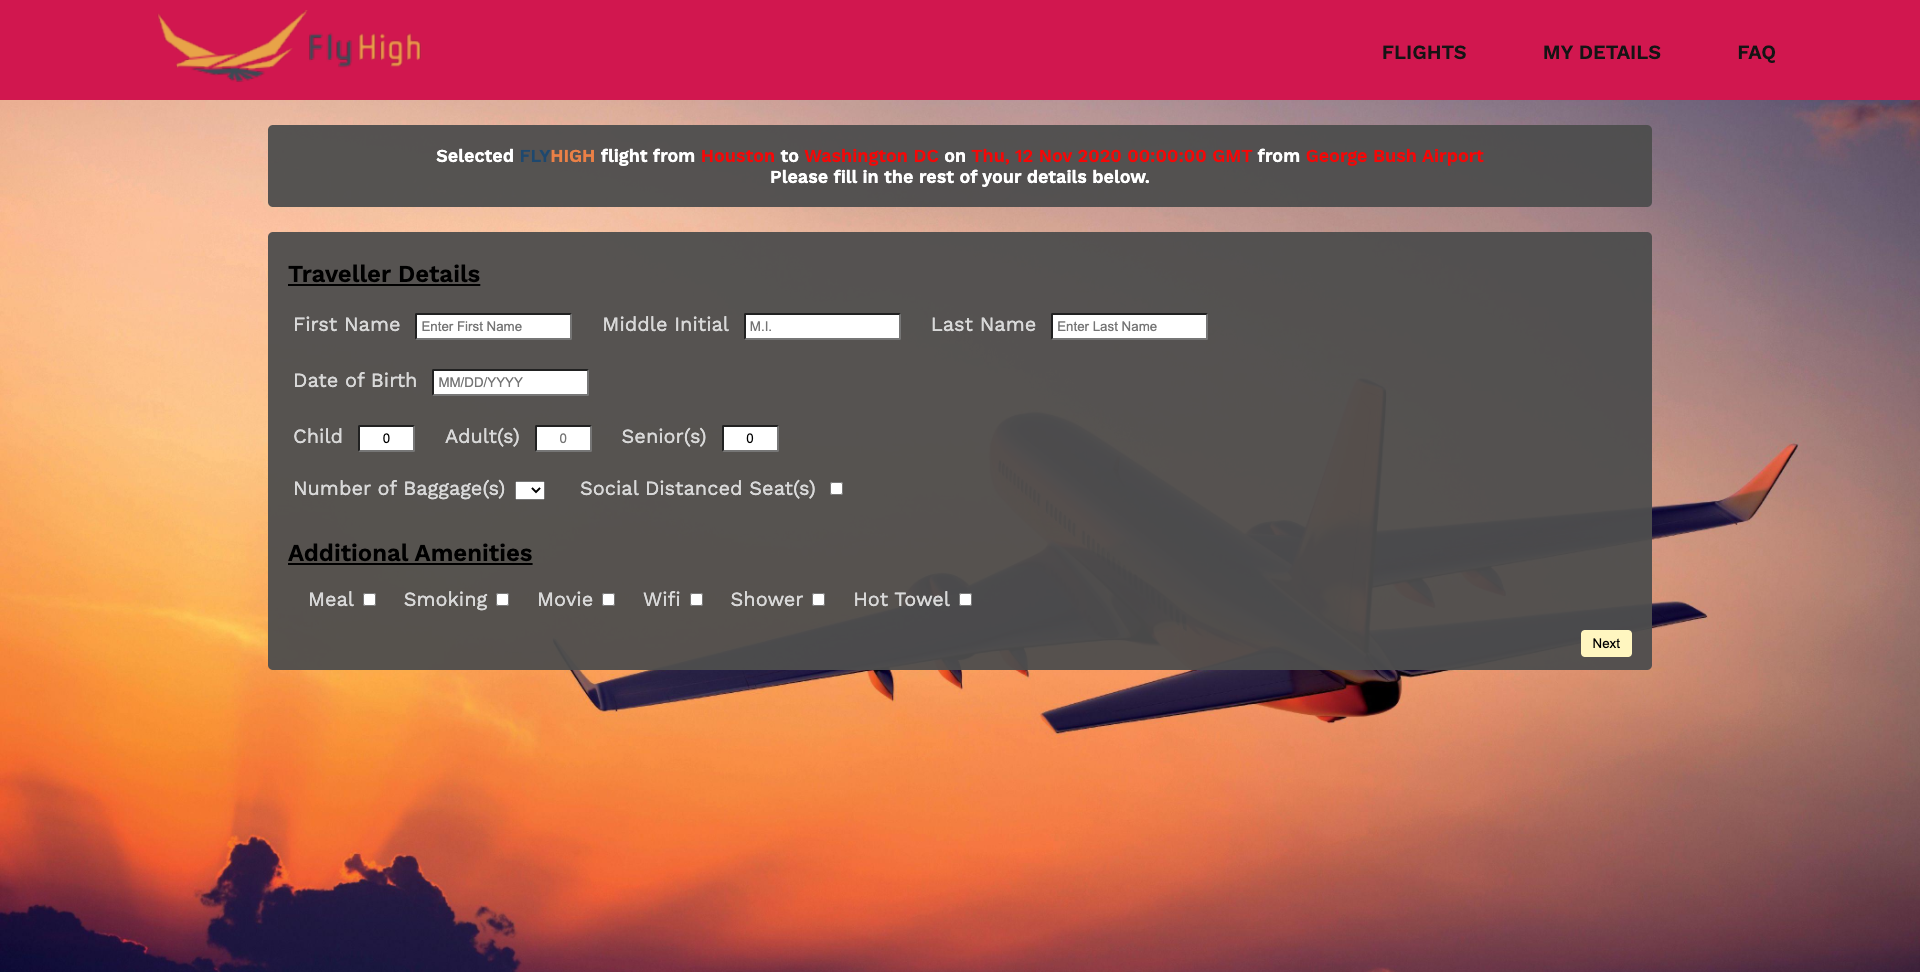 FlyHigh
FLIGHTS MY DETAILS FAQ
Selected FLYHIGH flight from Houston to Washington DC on Thu, 12 Nov 2020 00:00:00 GMT from George Bush Airport
Please fill in the rest of your details below.
Traveller Details
First Name Enter First Name Middle Initial M.I. Last Name Enter Last Name
Date of Birth MM/DD/YYYY
Child 0 Adult(s) 0 Senior(s) 0
Number of Baggage(s) Social Distanced Seat(s)
Additional Amenities
Meal Smoking Movie Wifi Shower Hot Towel
Next